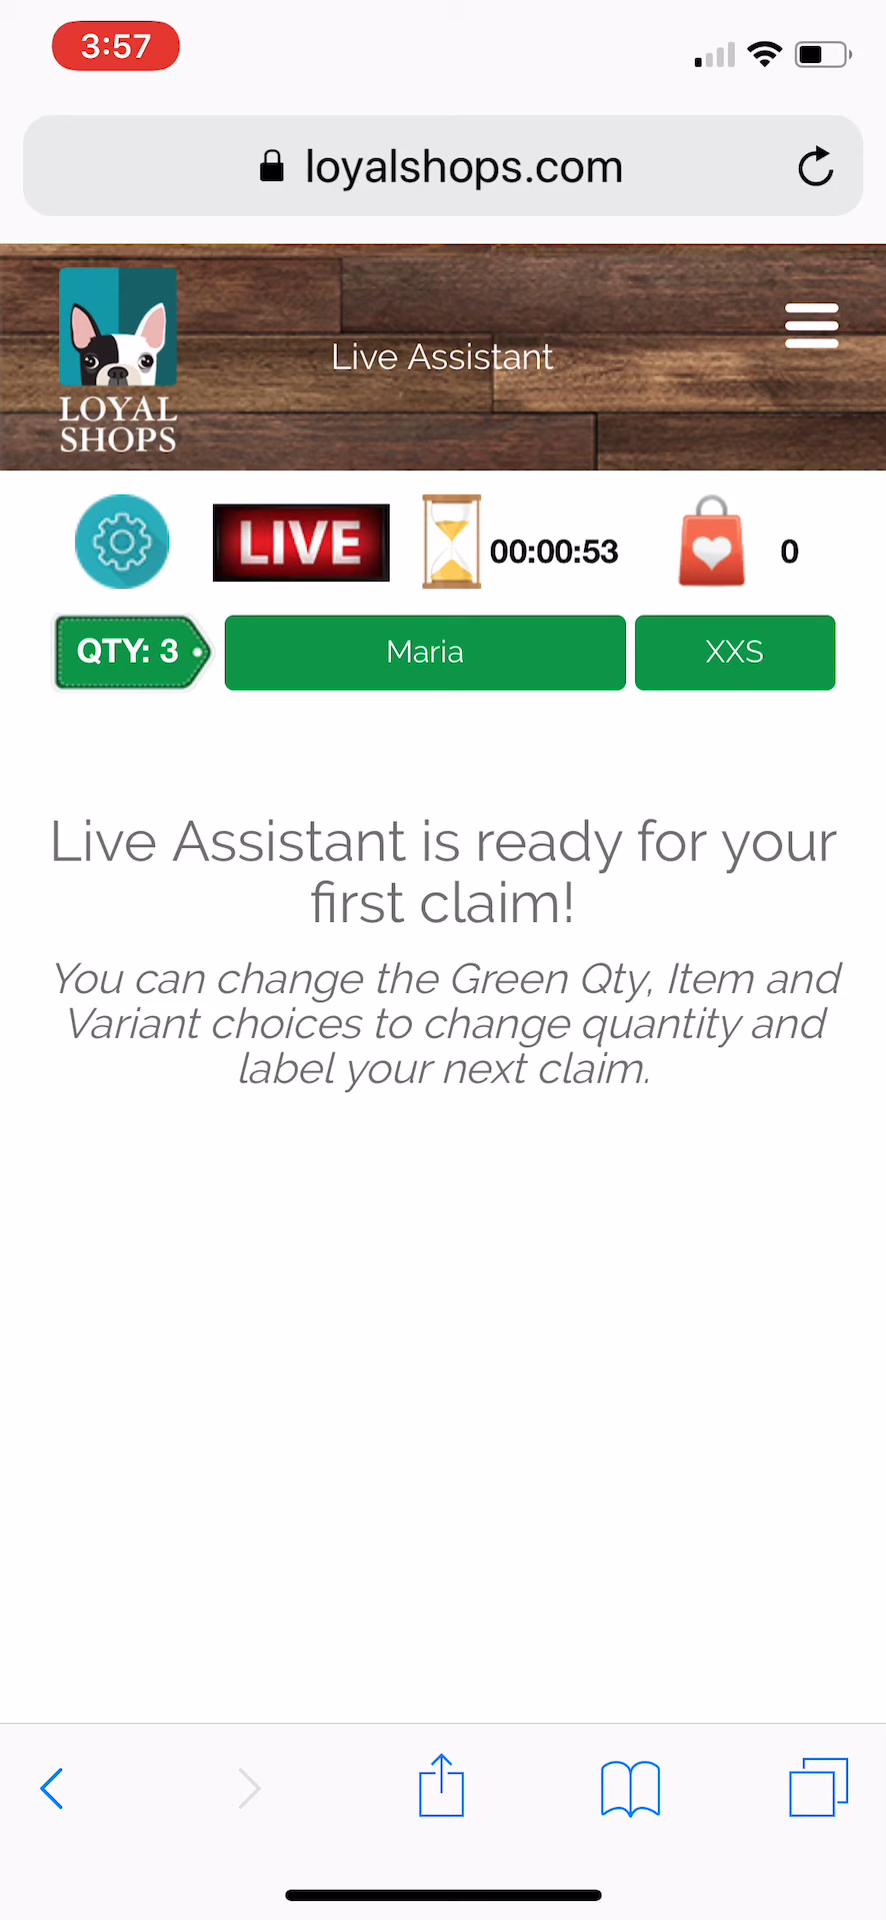 3:57
loyalshops.com
Live Assistant
LOYAL
SHOPS
LIVE
00:00:53
0
QTY: 3
Maria
XXS
Live Assistant is ready for your
first claim!
You can change the Green Qty, Item and
Variant choices to change quantity and
label your next claim.